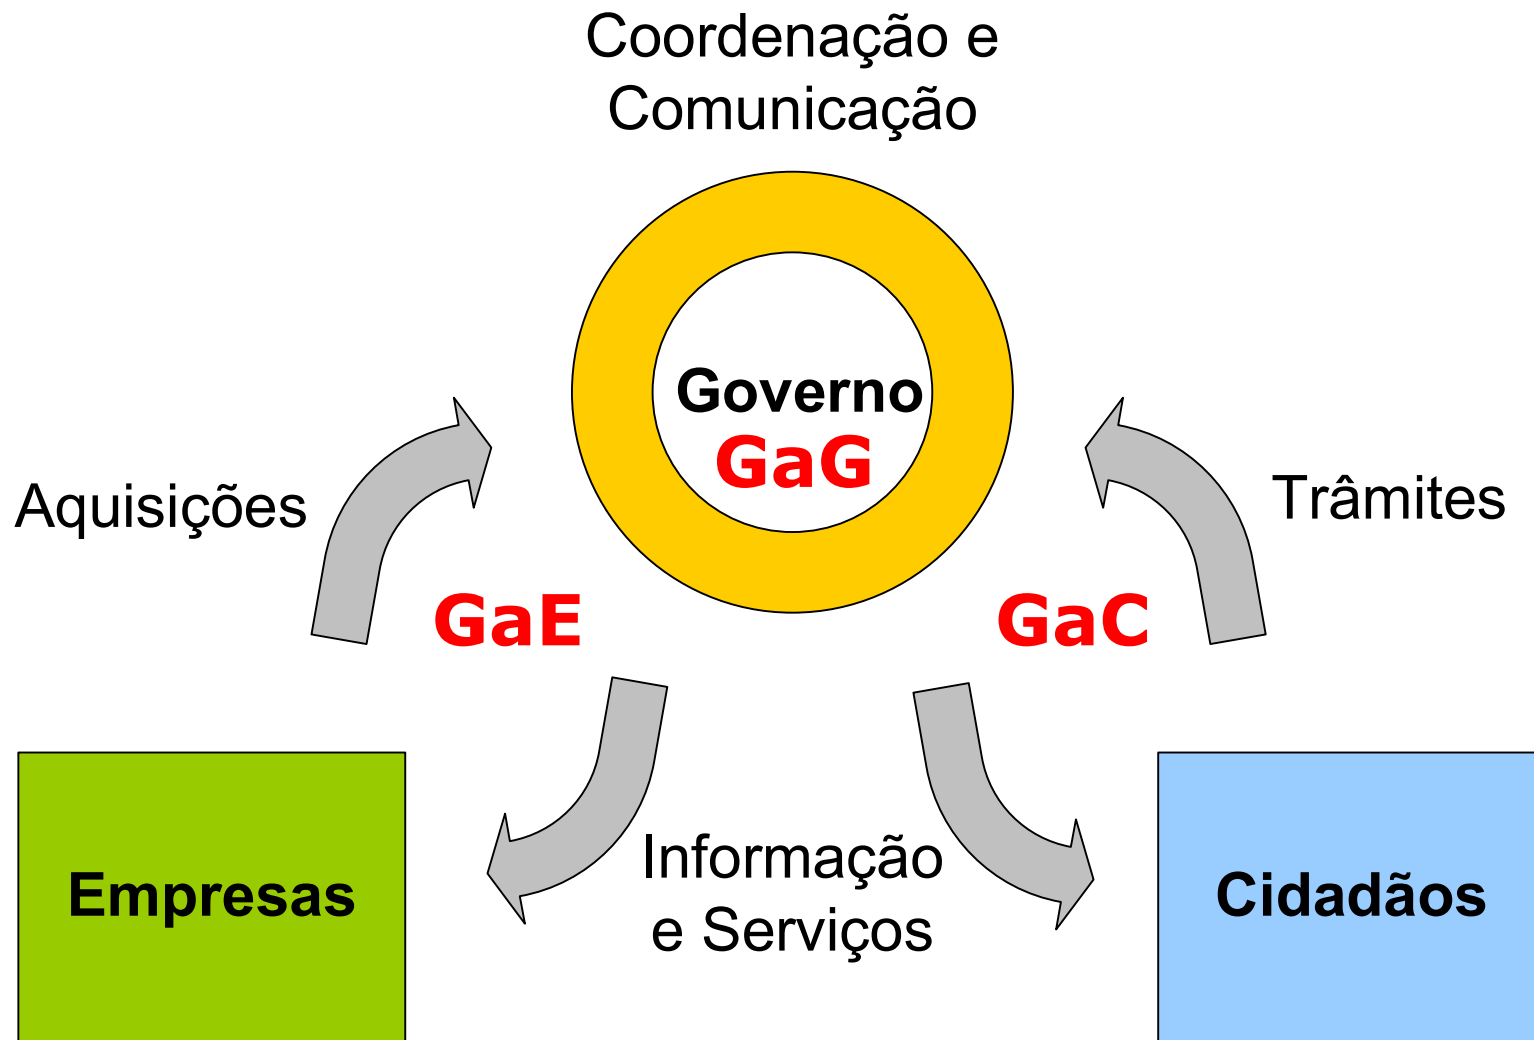 Coordenação e
Comunicação
Governo
GaG
Aquisições
Trâmites
GaE
GaC
Informação
e Serviços
Empresas
Cidadãos